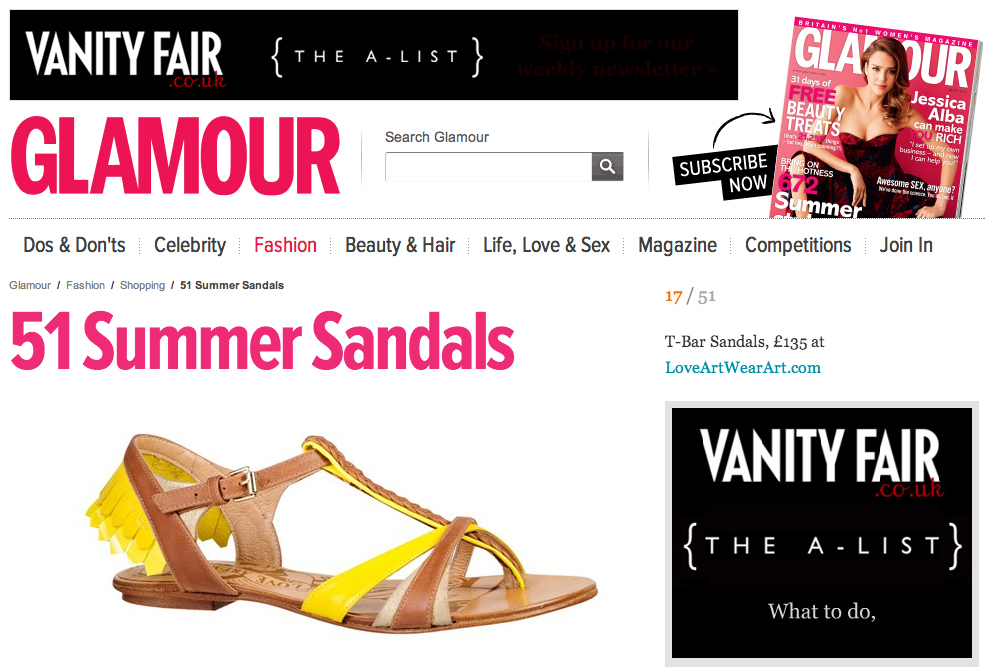 VANITY FAIR
.co.uk
{ THE A-LIST }
Sign up for our
weekly newsletter »
BRITAIN'S No1 WOMEN'S MAGAZINE
GLAMOUR
31 days of
FREE
BEAUTY
TREATS
Jessica
Alba
can make
YOU RICH
"I set up my own
business – and now
I can help you!"
BRING ON
THE HOTNESS
672
Summer
Awesome SEX, anyone?
SUBSCRIBE
NOW
GLAMOUR
Search Glamour
Dos & Don'ts
Celebrity
Fashion
Beauty & Hair
Life, Love & Sex
Magazine
Competitions
Join In
Glamour / Fashion / Shopping / 51 Summer Sandals
51 Summer Sandals
17 / 51
T-Bar Sandals, £135 at
LoveArtWearArt.com
LOVE
VANITY FAIR
.co.uk
{ THE A-LIST }
What to do,